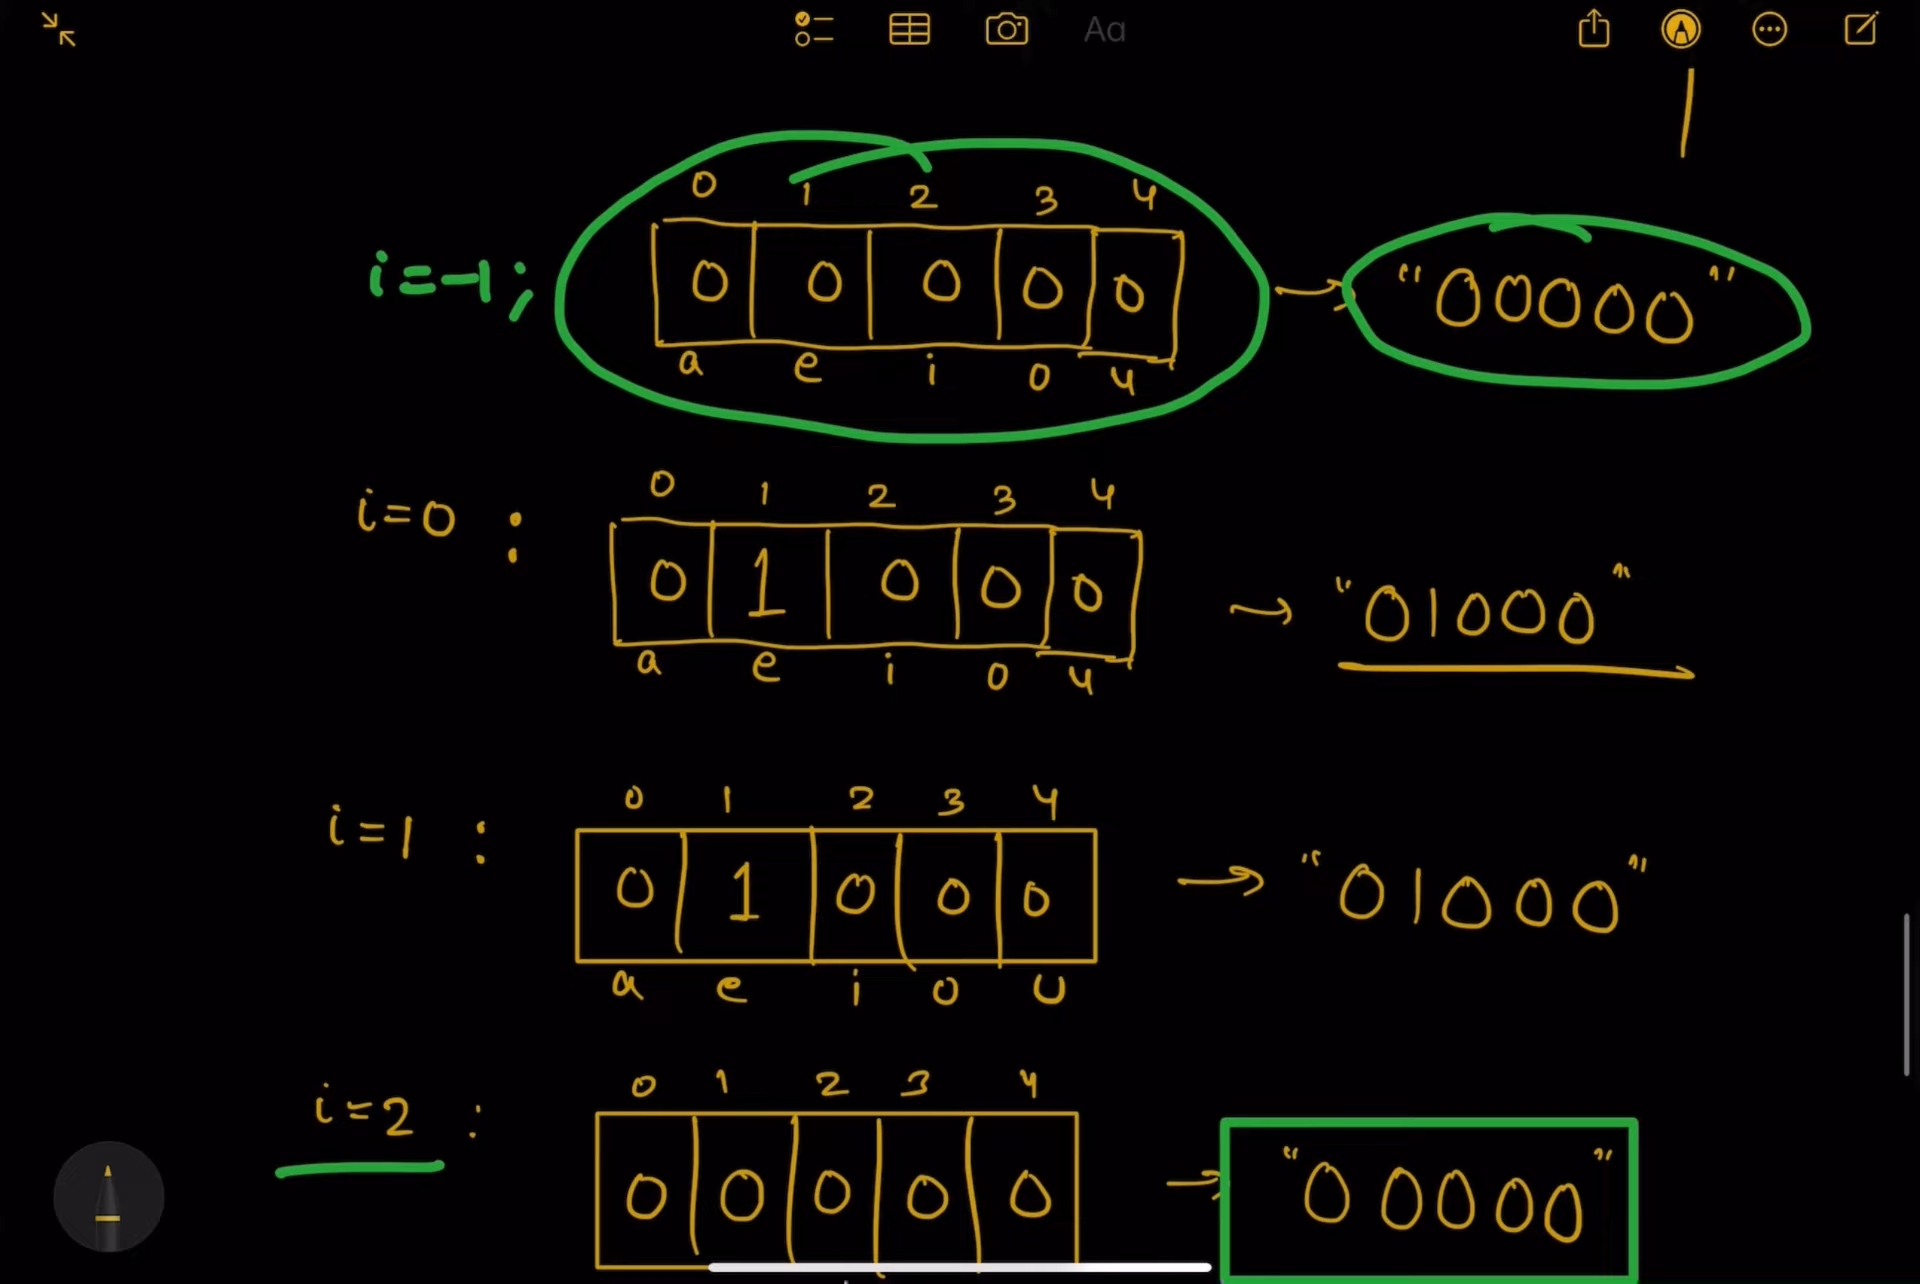 Aa
0 1 2 3 4
i=-1; 0 0 0 0 0 → "00000"
a e i o u
0 1 2 3 4
i=0 : 0 1 0 0 0 → "01000"
a e i o u
0 1 2 3 4
i=1 : 0 1 0 0 0 → "01000"
a e i o u
0 1 2 3 4
i=2 : 0 0 0 0 0 → "00000"